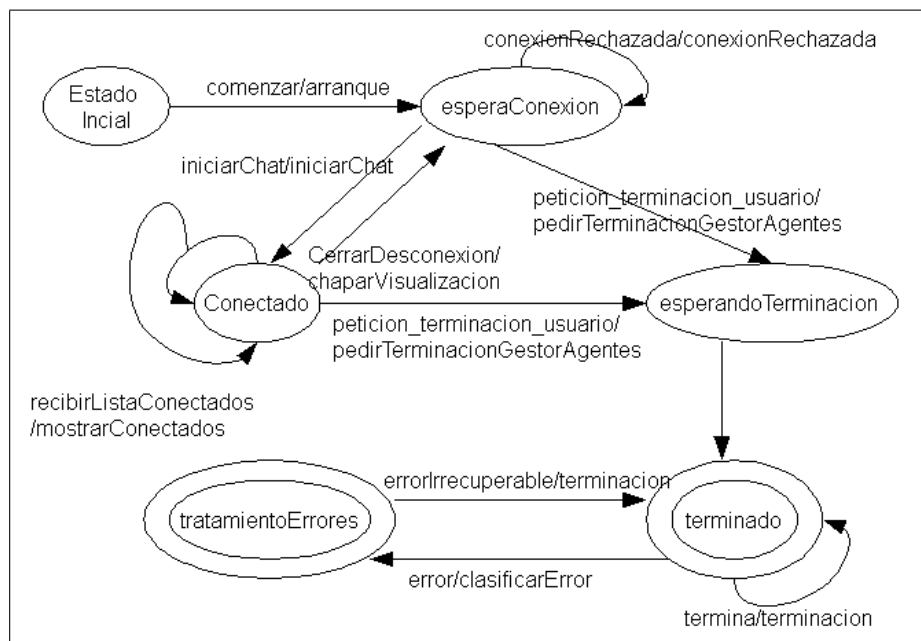 conexionRechazada/conexionRechazada
Estado
Incial
comenzar/arranque
esperaConexion
iniciarChat/iniciarChat
peticion_terminacion_usuario/
pedirTerminacionGestorAgentes
CerrarDesconexion/
chaparVisualizacion
Conectado
esperandoTerminacion
peticion_terminacion_usuario/
pedirTerminacionGestorAgentes
recibirListaConectados
/mostrarConectados
errorIrrecuperable/terminacion
tratamientoErrores
terminado
error/clasificarError
termina/terminacion